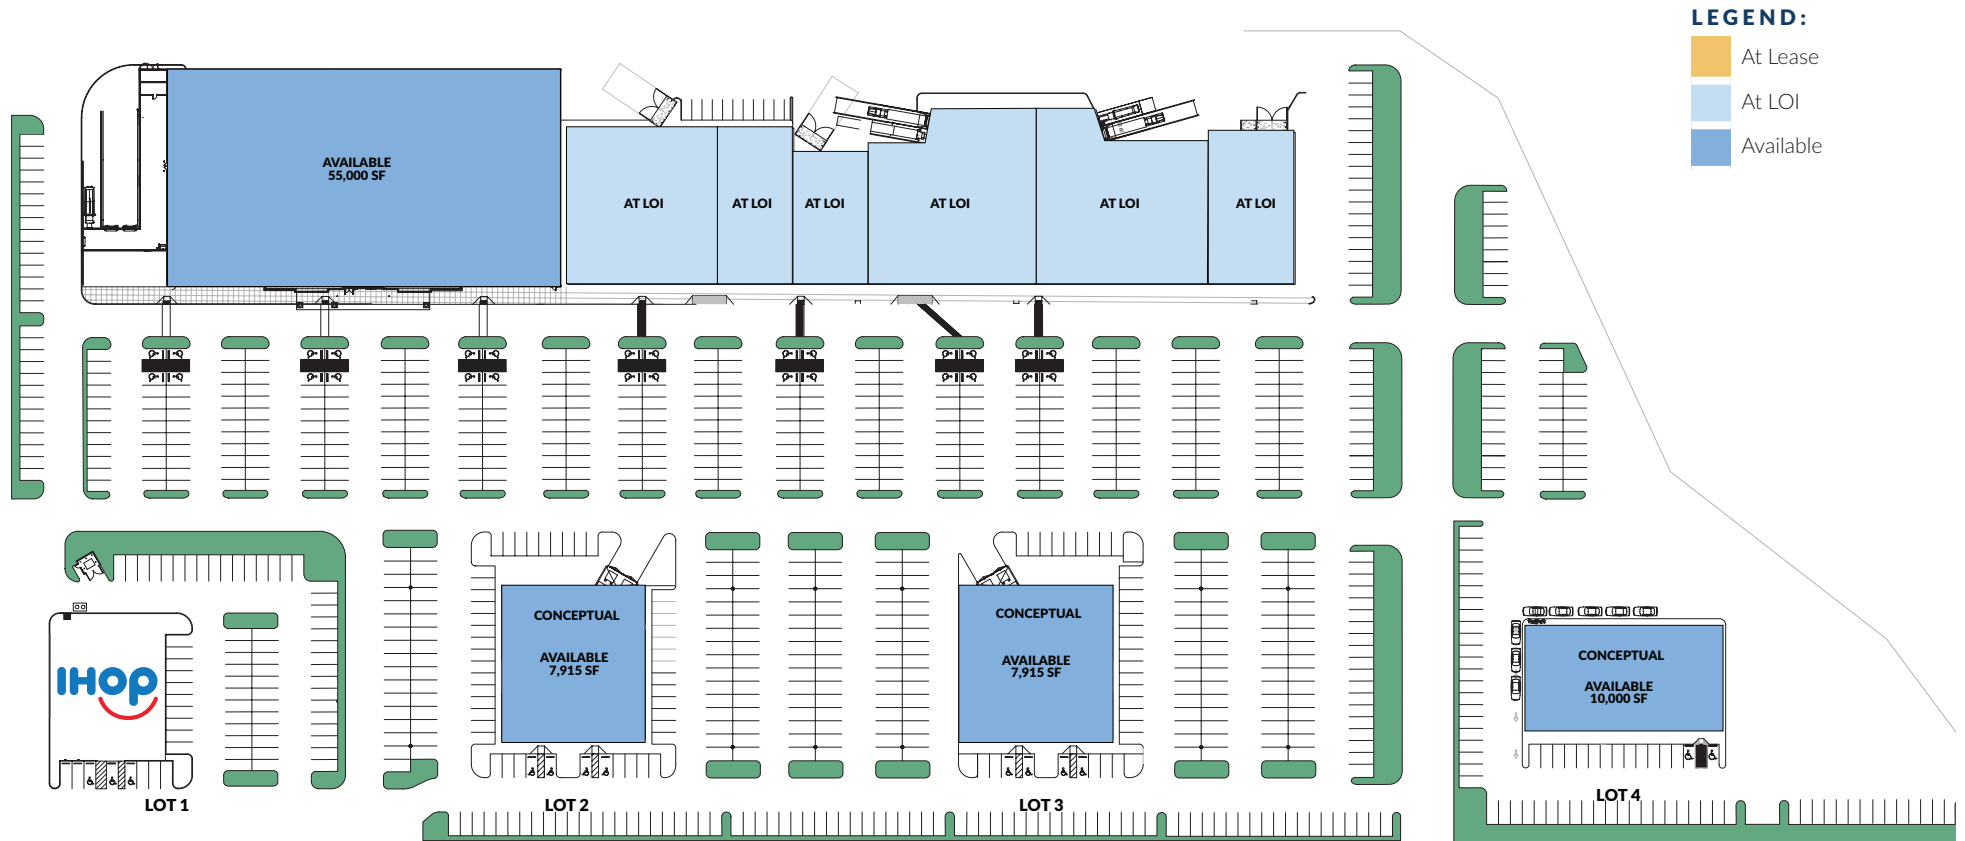 LEGEND:
At Lease
At LOI
Available
AVAILABLE
55,000 SF
AT LOI
AT LOI
AT LOI
AT LOI
AT LOI
AT LOI
IHOP
LOT 1
CONCEPTUAL
AVAILABLE
7,915 SF
LOT 2
CONCEPTUAL
AVAILABLE
7,915 SF
LOT 3
CONCEPTUAL
AVAILABLE
10,000 SF
LOT 4